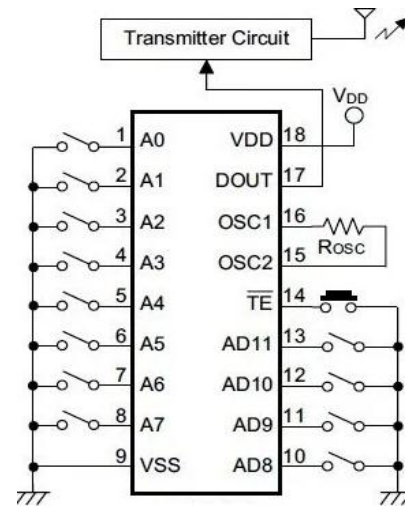 Transmitter Circuit
VDD
1 A0 VDD 18
2 A1 DOUT 17
3 A2 OSC1 16
ROSC
4 A3 OSC2 15
5 A4 TE 14
6 A5 AD11 13
7 A6 AD10 12
8 A7 AD9 11
9 VSS AD8 10